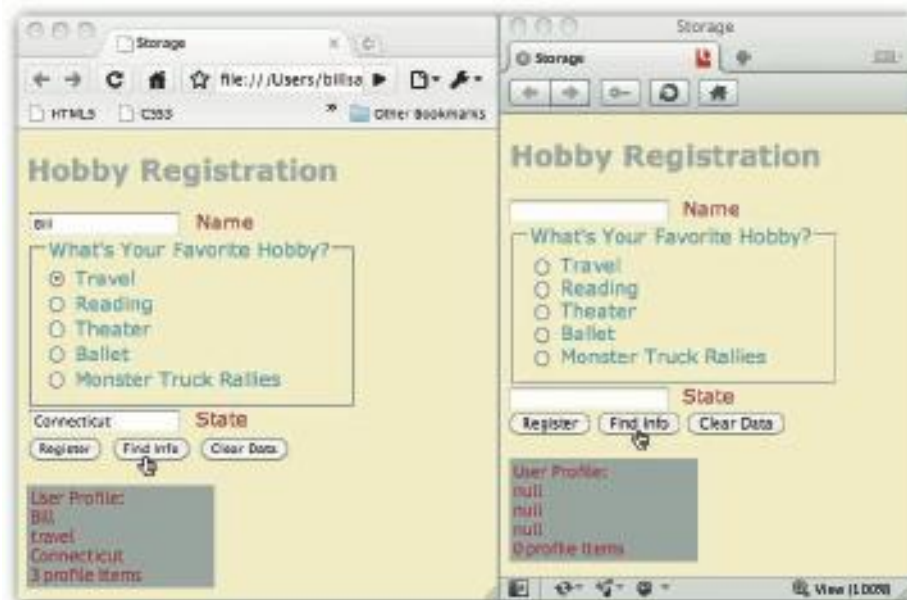 Storage
file:///Users/billsa
HTML5 CSS3 » Other Bookmarks
Hobby Registration
Bill Name
What's Your Favorite Hobby?
Travel
Reading
Theater
Ballet
Monster Truck Rallies
Connecticut State
Register Find Info Clear Data
User Profile:
Bill
travel
Connecticut
3 profile items
Storage
Storage
Hobby Registration
Name
What's Your Favorite Hobby?
Travel
Reading
Theater
Ballet
Monster Truck Rallies
State
Register Find Info Clear Data
User Profile:
null
null
null
0 profile items
View (100%)